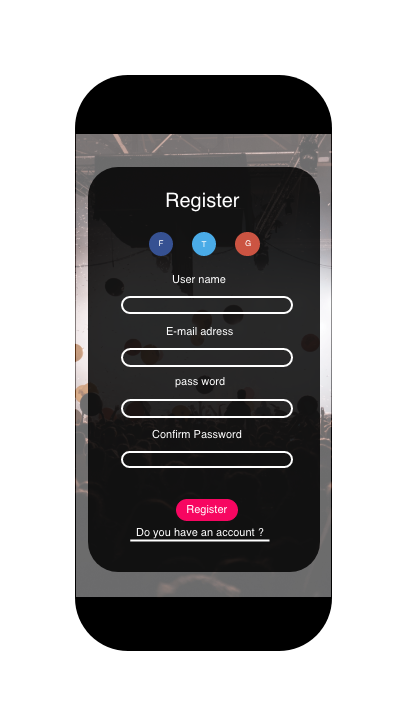 Register
F T G
User name
E-mail adress
pass word
Confirm Password
Register
Do you have an account ?